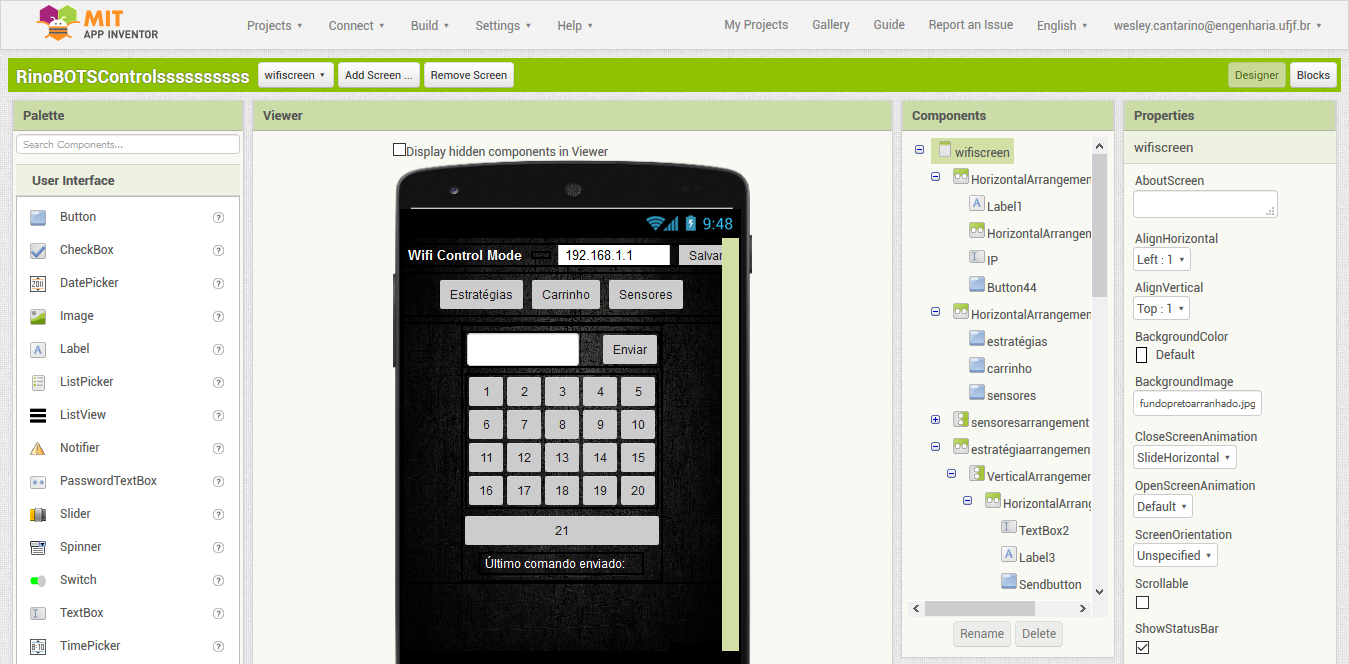 MIT
APP INVENTOR
Projects Connect Build Settings Help My Projects Gallery Guide Report an Issue English wesley.cantarino@engenharia.ufjf.br
RinoBOTSControlssssssssss wifiscreen Add Screen ... Remove Screen Designer Blocks
Palette
Search Components...
User Interface
Button ?
CheckBox ?
DatePicker ?
Image ?
Label ?
ListPicker ?
ListView ?
Notifier ?
PasswordTextBox ?
Slider ?
Spinner ?
Switch ?
TextBox ?
TimePicker ?
Viewer
Display hidden components in Viewer
9:48
Wifi Control Mode 192.168.1.1 Salvar
Estratégias Carrinho Sensores
Enviar
1 2 3 4 5
6 7 8 9 10
11 12 13 14 15
16 17 18 19 20
21
Último comando enviado:
Components
wifiscreen
HorizontalArrangemen
Label1
HorizontalArrangen
IP
Button44
HorizontalArrangemen
estratégias
carrinho
sensores
sensoresarrangement
estratégiaarrangement
VerticalArrangemer
HorizontalArrang
TextBox2
Label3
Sendbutton
Rename Delete
Properties
wifiscreen
AboutScreen
AlignHorizontal
Left : 1
AlignVertical
Top : 1
BackgroundColor
Default
BackgroundImage
fundopretoarranhado.jpg
CloseScreenAnimation
SlideHorizontal
OpenScreenAnimation
Default
ScreenOrientation
Unspecified
Scrollable
ShowStatusBar